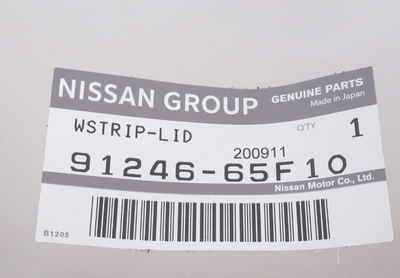 NISSAN GROUP GENUINE PARTS
Made in Japan
WSTRIP-LID Q'TY 1
200911
91246-65F10
Nissan Motor Co., Ltd.
B1205